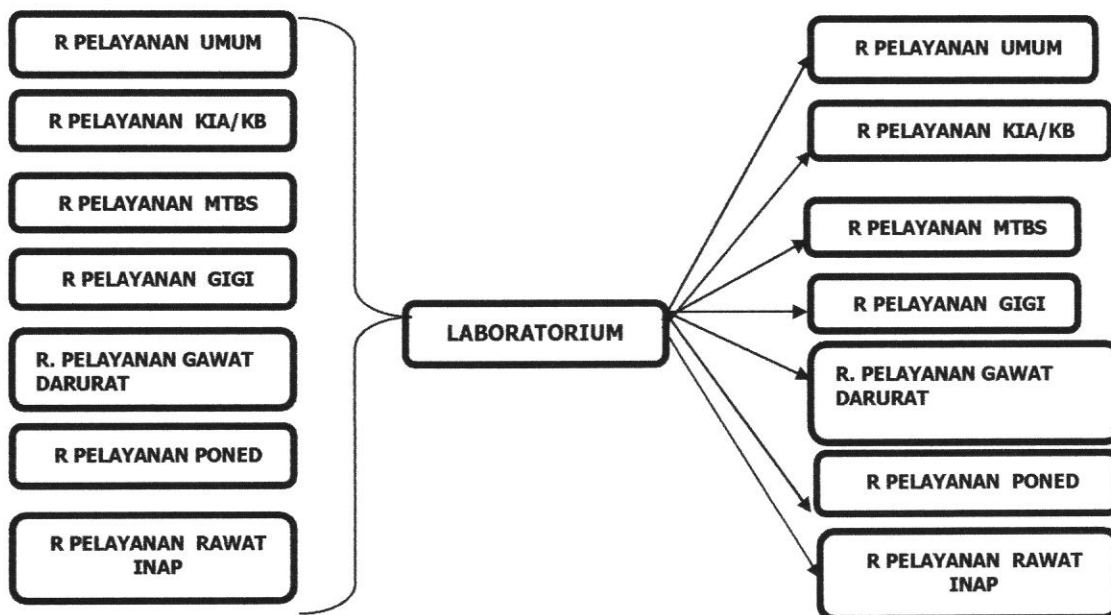 R PELAYANAN UMUM
R PELAYANAN KIA/KB
R PELAYANAN MTBS
R PELAYANAN GIGI
R. PELAYANAN GAWAT
DARURAT
R PELAYANAN PONED
R PELAYANAN RAWAT
INAP
LABORATORIUM
R PELAYANAN UMUM
R PELAYANAN KIA/KB
R PELAYANAN MTBS
R PELAYANAN GIGI
R. PELAYANAN GAWAT
DARURAT
R PELAYANAN PONED
R PELAYANAN RAWAT
INAP